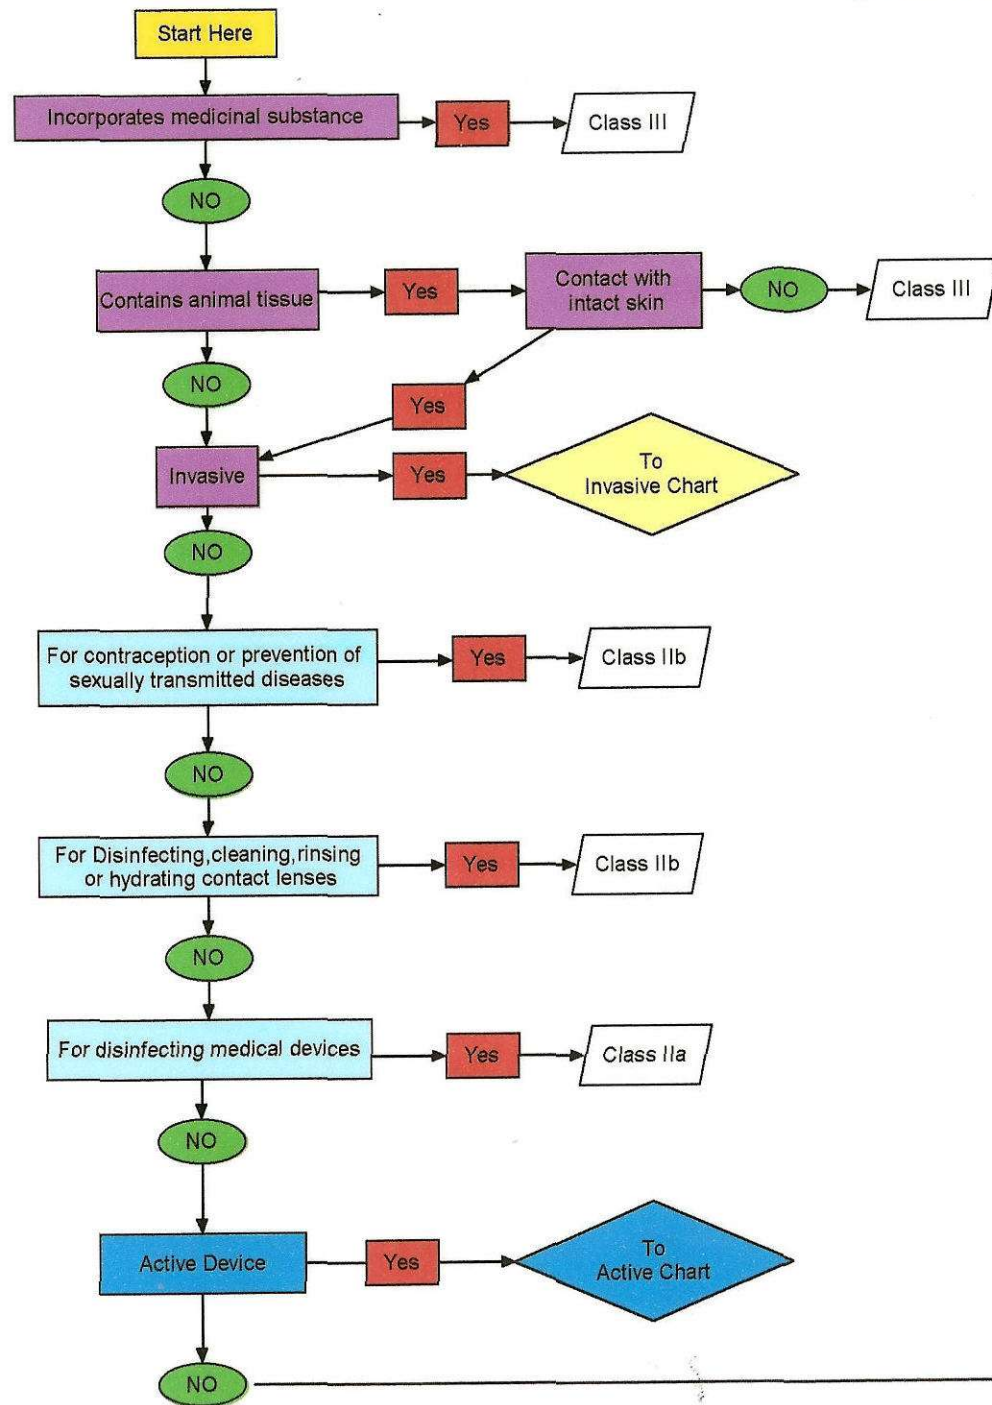 Start Here
Incorporates medicinal substance
Yes
Class III
NO
Contains animal tissue
Yes
Contact with
intact skin
NO
Class III
NO
Yes
Invasive
Yes
To
Invasive Chart
NO
For contraception or prevention of
sexually transmitted diseases
Yes
Class IIb
NO
For Disinfecting,cleaning,rinsing
or hydrating contact lenses
Yes
Class IIb
NO
For disinfecting medical devices
Yes
Class IIa
NO
Active Device
Yes
To
Active Chart
NO